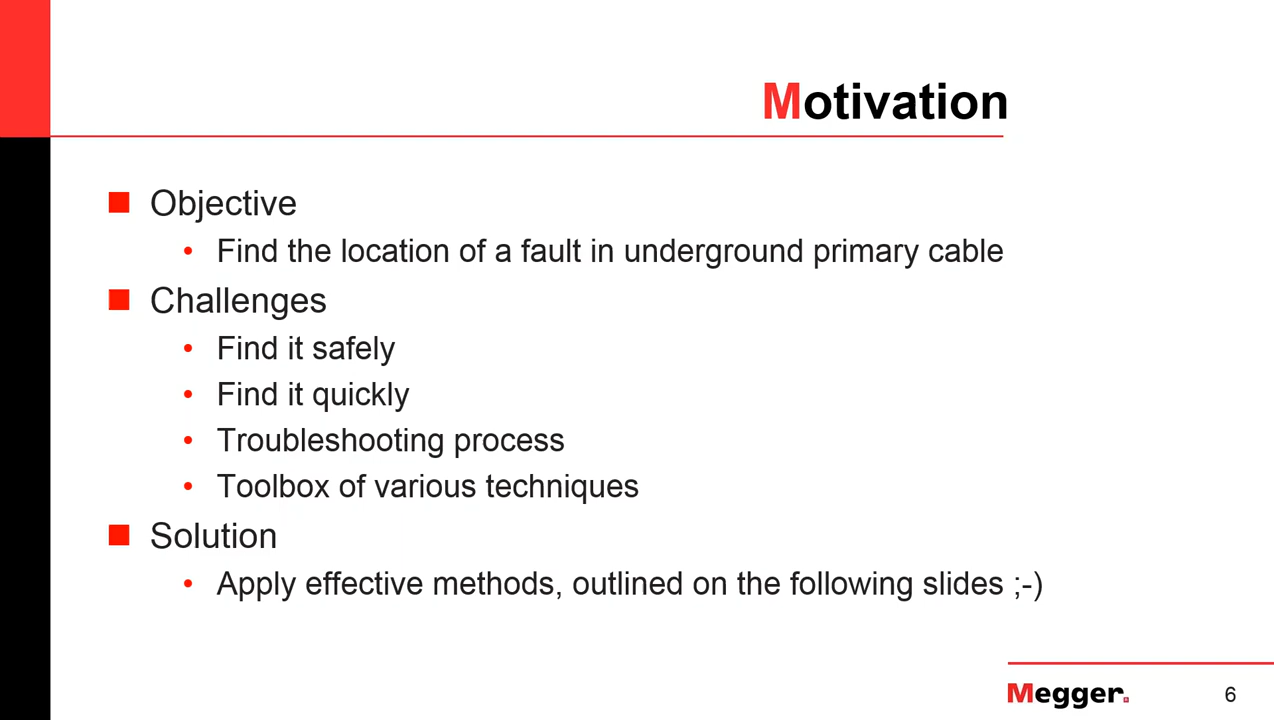 Motivation
Objective
• Find the location of a fault in underground primary cable
Challenges
• Find it safely
• Find it quickly
• Troubleshooting process
• Toolbox of various techniques
Solution
• Apply effective methods, outlined on the following slides ;-)
Megger.
6